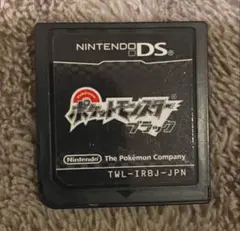 NINTENDO DS
ポケットモンスター
ブラック
Nintendo The Pokémon Company
TWL-IRBJ-JPN